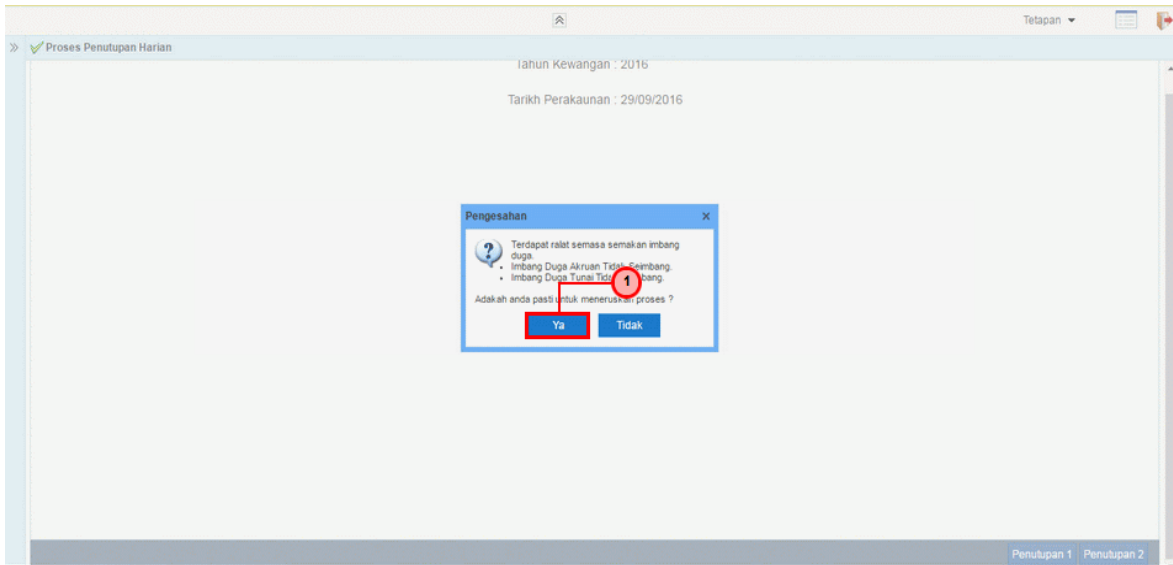 Tetapan
Proses Penutupan Harian
Tahun Kewangan : 2016
Tarikh Perakaunan : 29/09/2016
Pengesahan
Terdapat ralat semasa semakan imbang
duga.
Imbang Duga Akruan Tidak Seimbang.
Imbang Duga Tunai
1
Adakah anda pasti untuk meneruskan proses ?
Ya Tidak
Penutupan 1 Penutupan 2